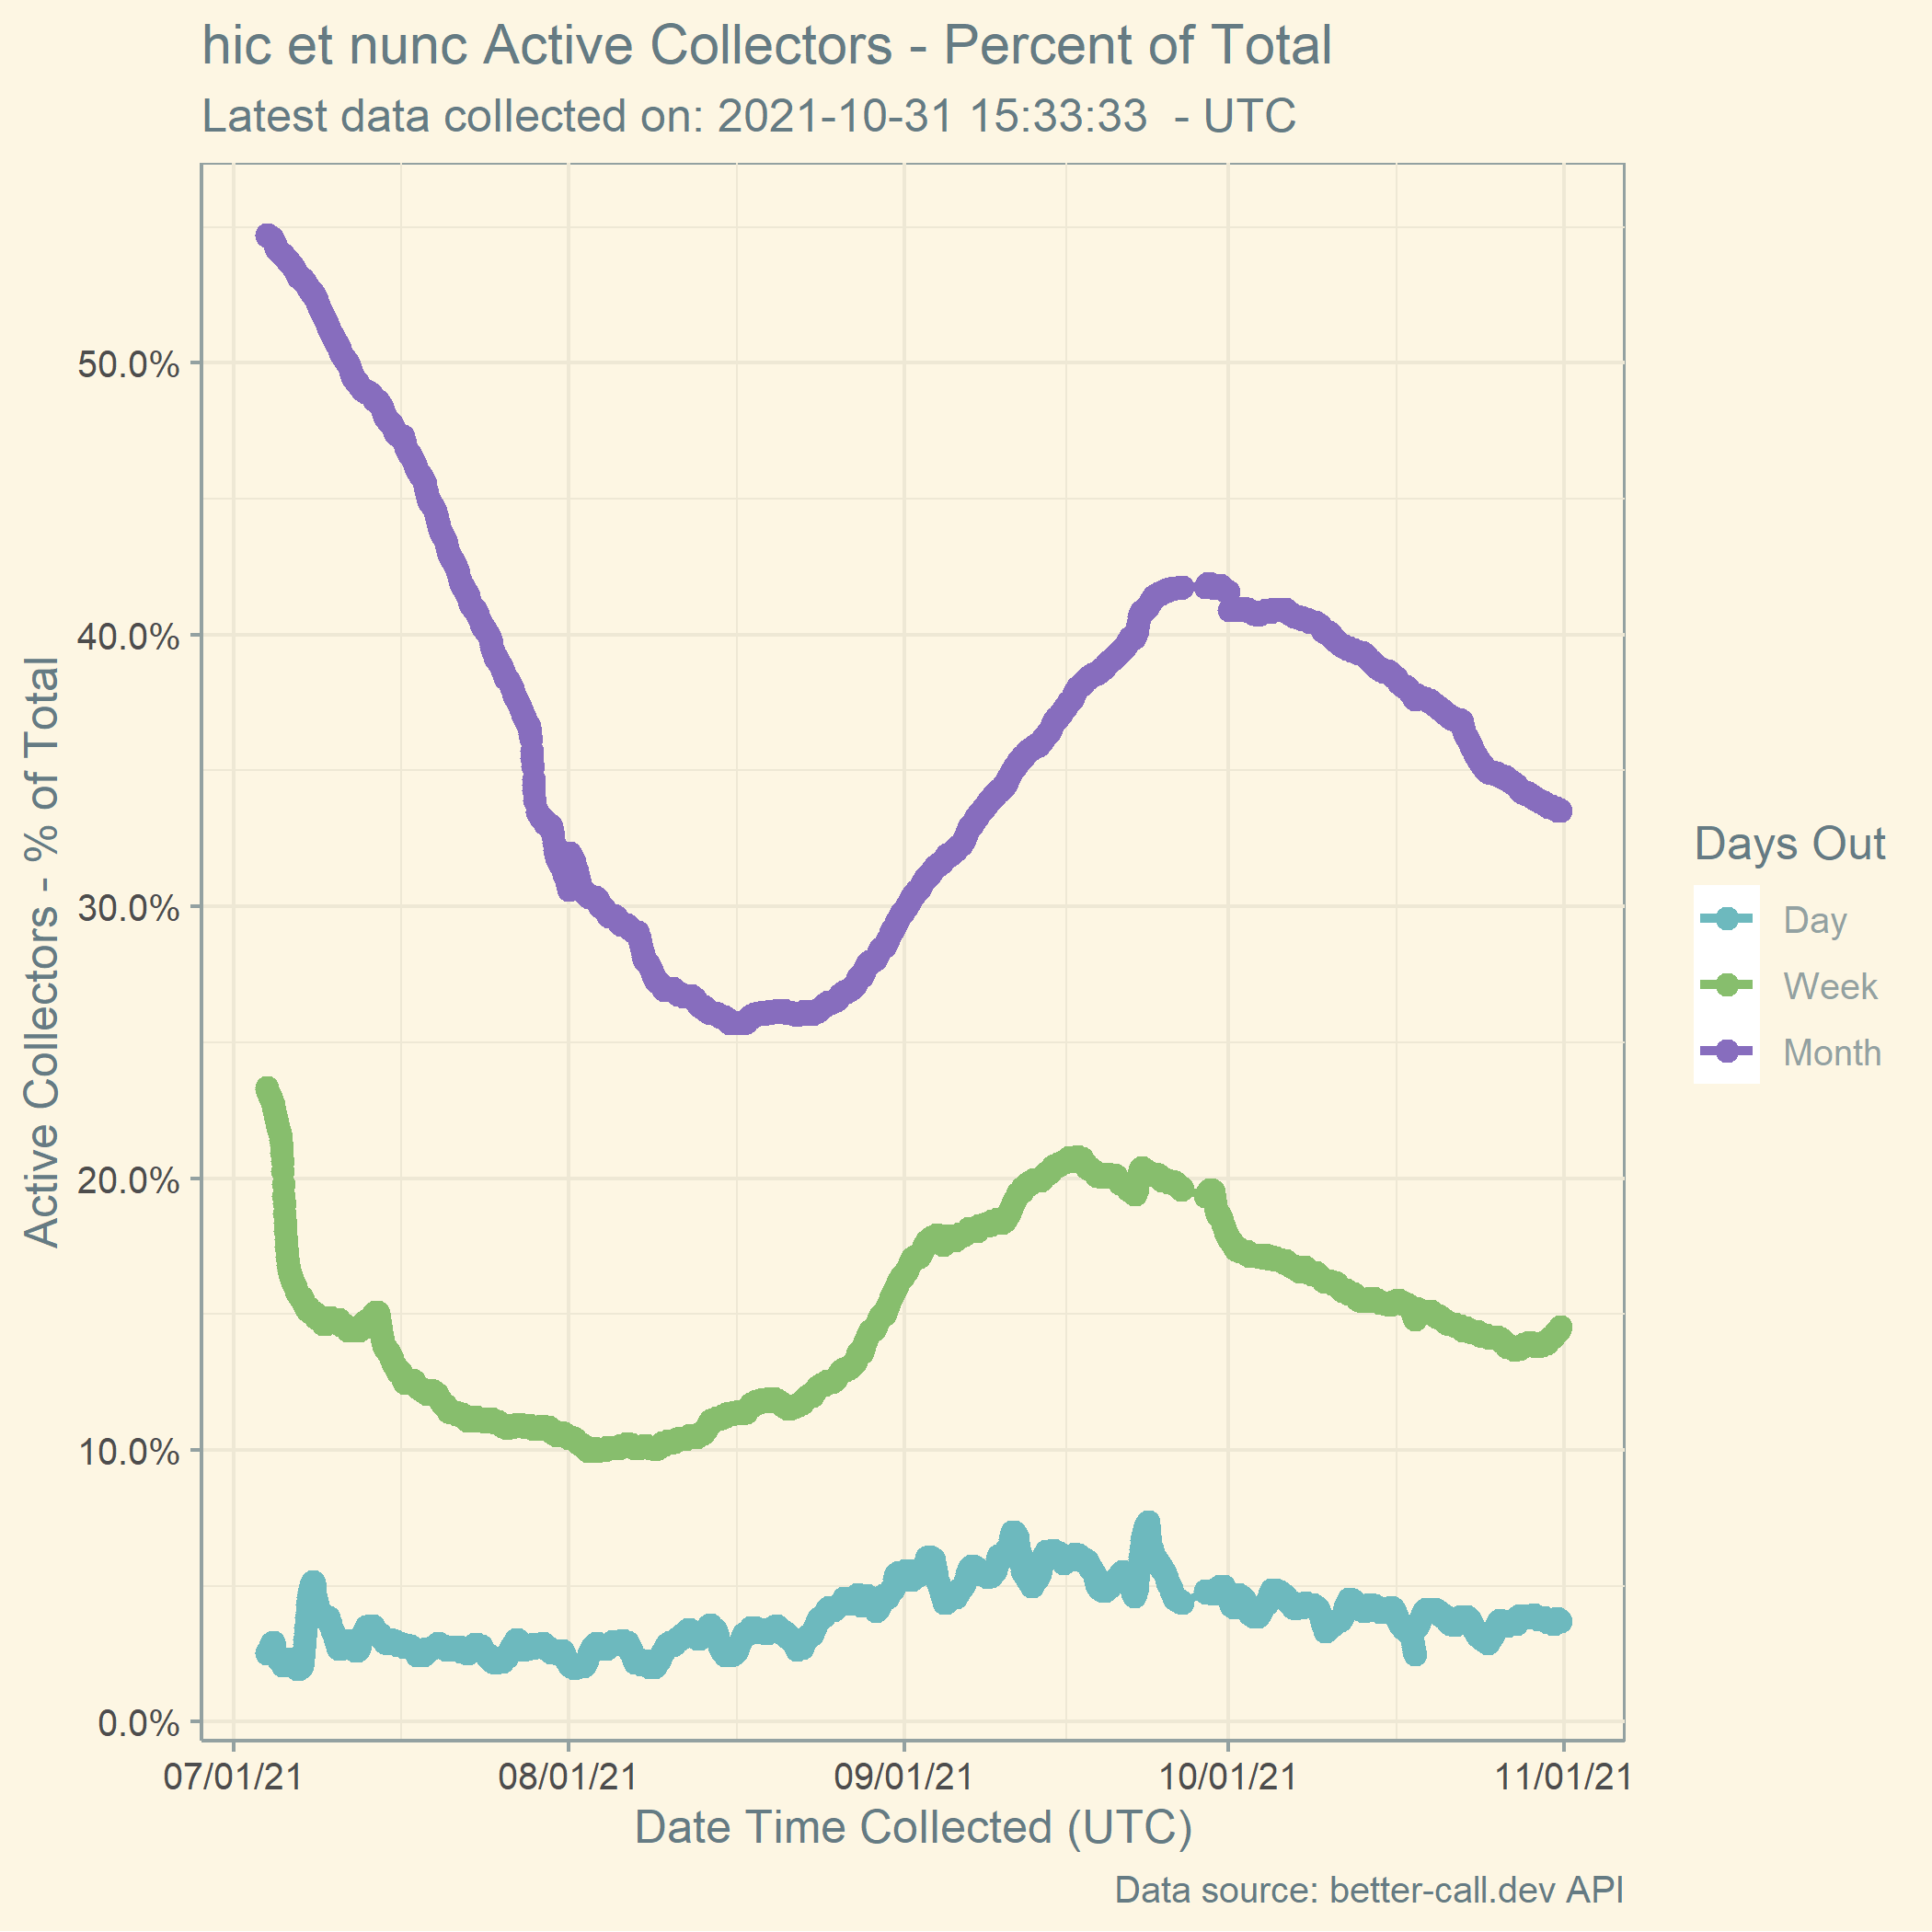 hic et nunc Active Collectors - Percent of Total
Latest data collected on: 2021-10-31 15:33:33  - UTC
Active Collectors - % of Total
50.0%
40.0%
30.0%
20.0%
10.0%
0.0%
07/01/21
08/01/21
09/01/21
10/01/21
11/01/21
Date Time Collected (UTC)
Days Out
Day
Week
Month
Data source: better-call.dev API